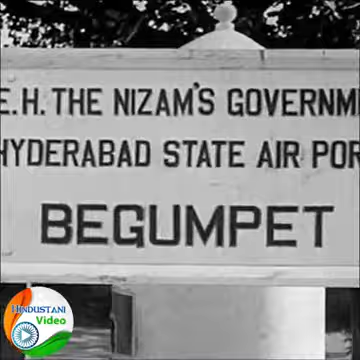 E.H. THE NIZAM'S GOVERNM
HYDERABAD STATE AIR POR
BEGUMPET
HINDUSTANI
Video